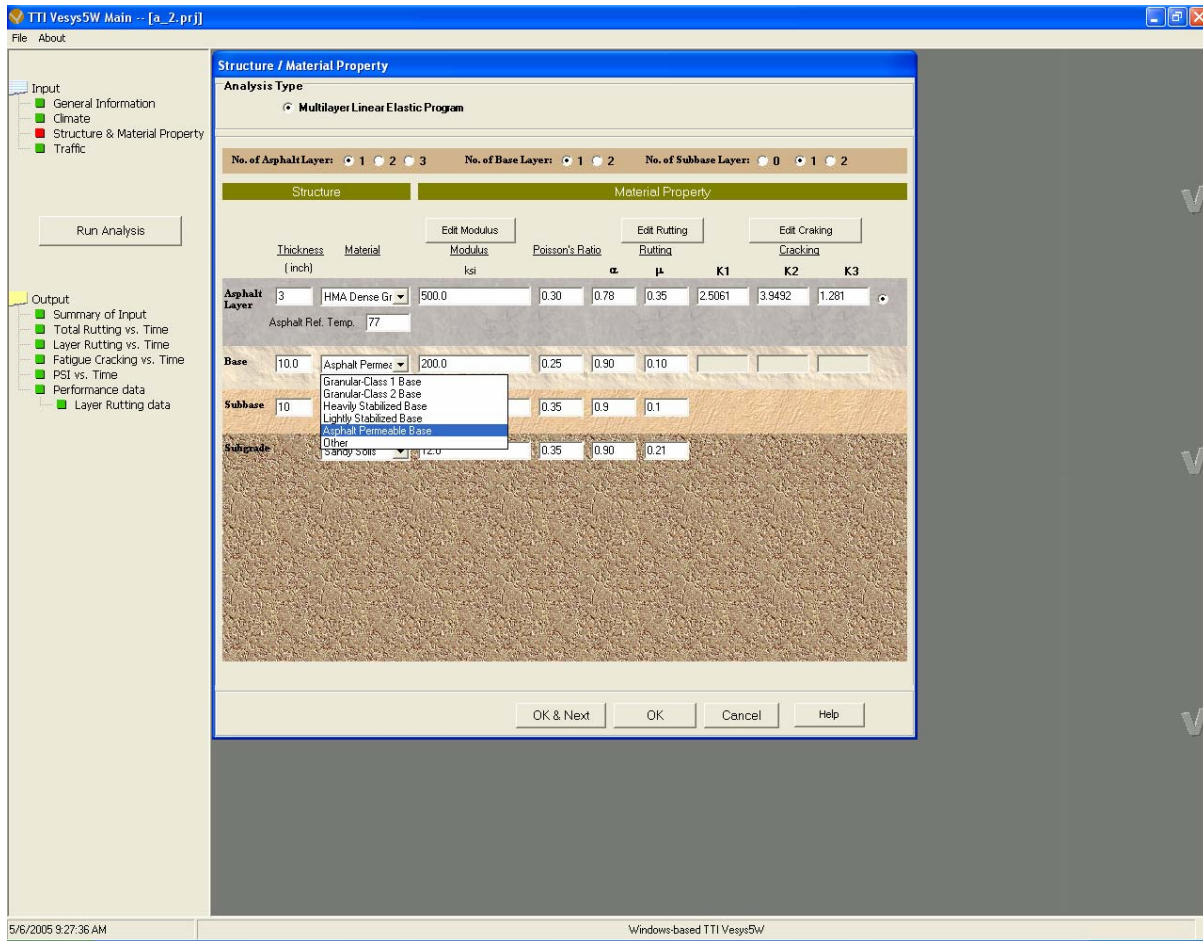 TTI Vesys5W Main -- [a_2.prj]
File About
Input
General Information
Climate
Structure & Material Property
Traffic
Run Analysis
Output
Summary of Input
Total Rutting vs. Time
Layer Rutting vs. Time
Fatigue Cracking vs. Time
PSI vs. Time
Performance data
Layer Rutting data
Structure / Material Property
Analysis Type
Multilayer Linear Elastic Program
No. of Asphalt Layer: 1 2 3 No. of Base Layer: 1 2 No. of Subbase Layer: 0 1 2
Structure Material Property
Edit Modulus Edit Rutting Edit Craking
Thickness Material Modulus Poisson's Ratio Rutting Cracking
(inch) ksi α μ K1 K2 K3
Asphalt Layer 3 HMA Dense Gr 500.0 0.30 0.78 0.35 2.5061 3.9492 1.281
Asphalt Ref. Temp. 77
Base 10.0 Asphalt Permea 200.0 0.25 0.90 0.10
Granular-Class 1 Base
Granular-Class 2 Base
Subbase 10 Heavily Stabilized Base 0.35 0.9 0.1
Lightly Stabilized Base
Asphalt Permeable Base
Other
Subgrade Sandy Soils 12.0 0.35 0.90 0.21
OK & Next OK Cancel Help
V
V
V
5/6/2005 9:27:36 AM Windows-based TTI Vesys5W